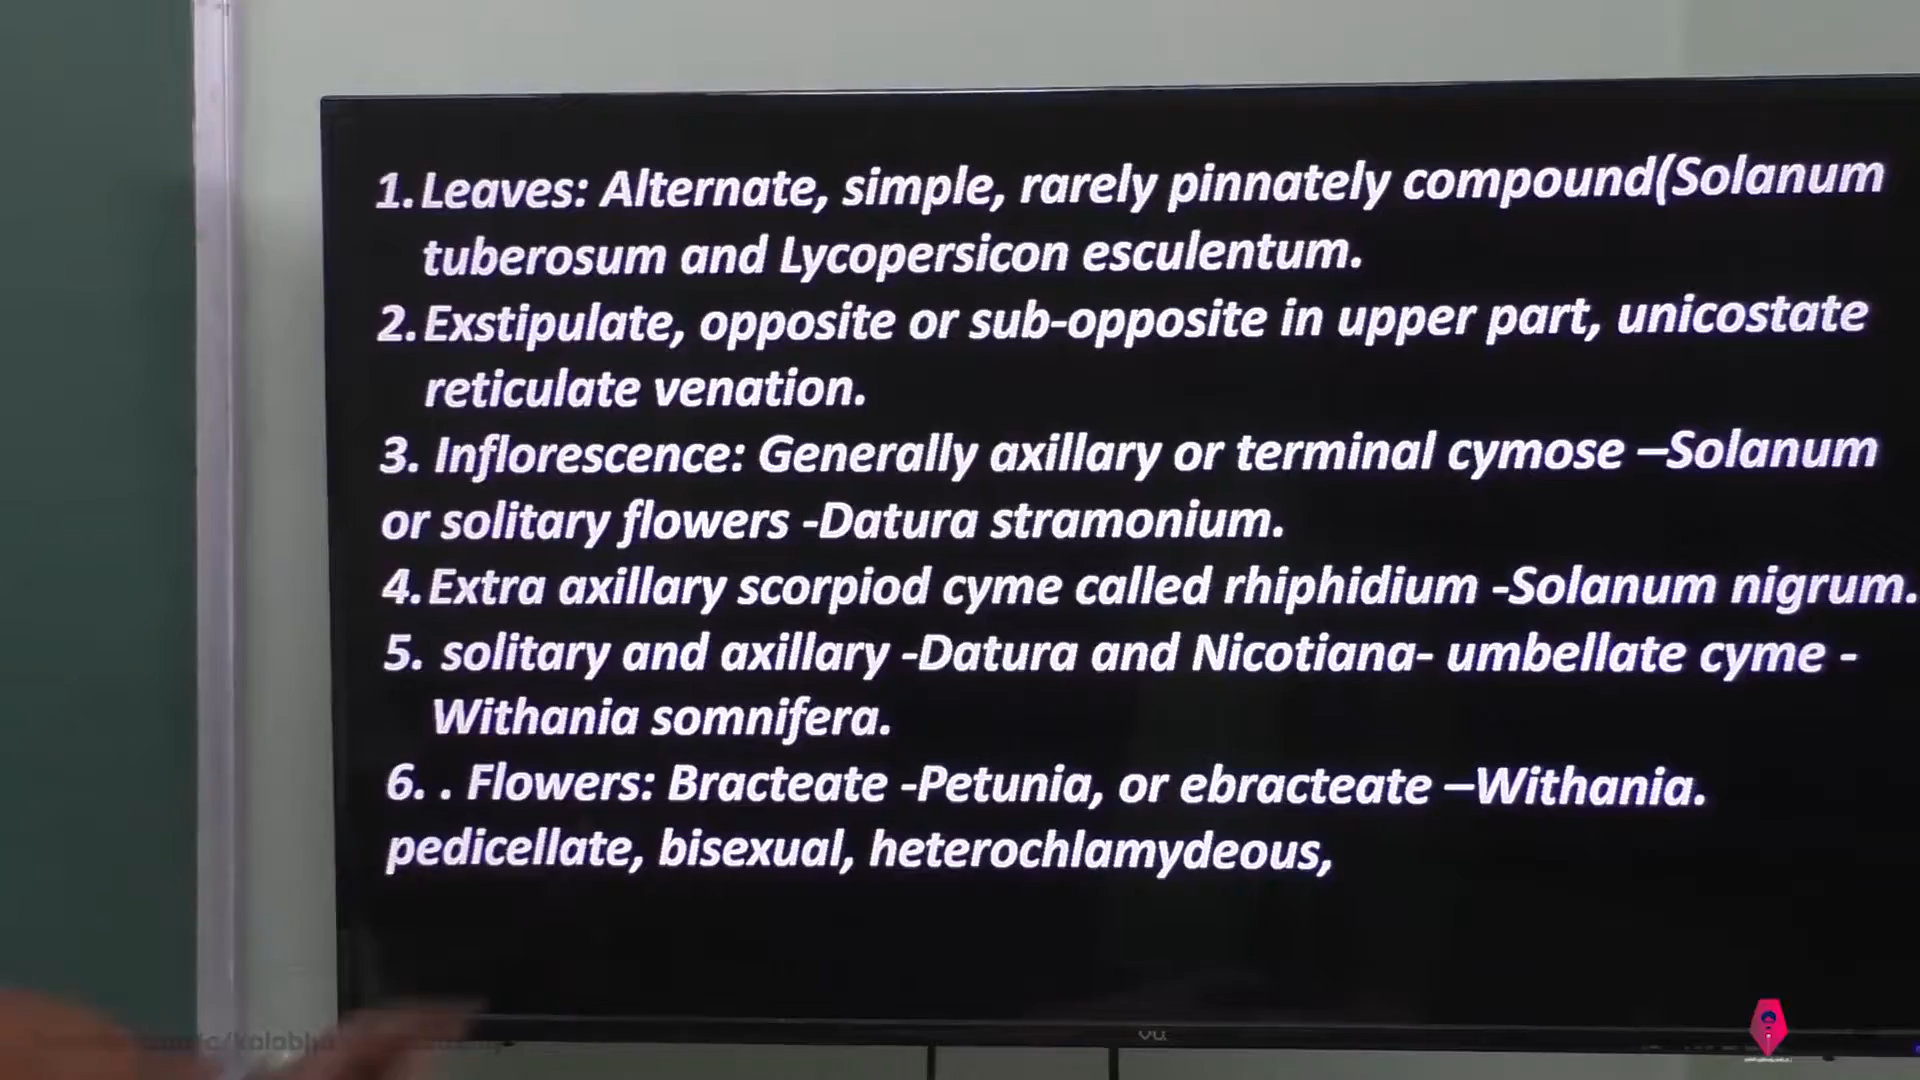 1. Leaves: Alternate, simple, rarely pinnately compound(Solanum
tuberosum and Lycopersicon esculentum.
2. Exstipulate, opposite or sub-opposite in upper part, unicostate
reticulate venation.
3. Inflorescence: Generally axillary or terminal cymose –Solanum
or solitary flowers -Datura stramonium.
4. Extra axillary scorpiod cyme called rhiphidium -Solanum nigrum.
5. solitary and axillary -Datura and Nicotiana- umbellate cyme -
Withania somnifera.
6. . Flowers: Bracteate -Petunia, or ebracteate –Withania.
pedicellate, bisexual, heterochlamydeous,